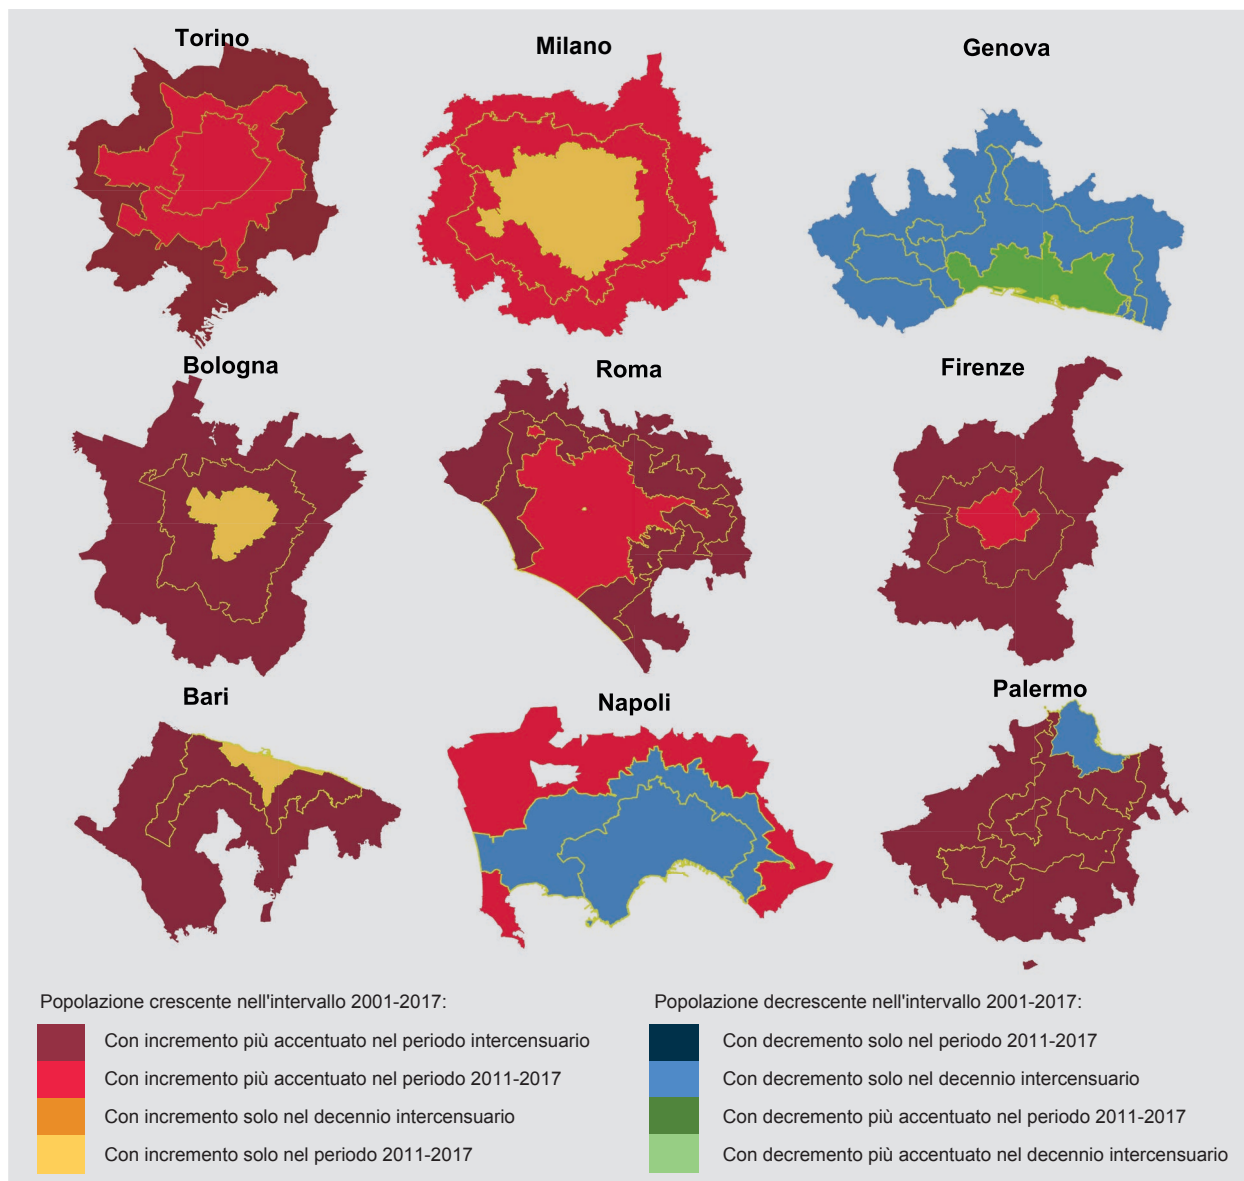 Torino
Milano
Genova
Bologna
Roma
Firenze
Bari
Napoli
Palermo
Popolazione crescente nell'intervallo 2001-2017:
Con incremento più accentuato nel periodo intercensuario
Con incremento più accentuato nel periodo 2011-2017
Con incremento solo nel decennio intercensuario
Con incremento solo nel periodo 2011-2017
Popolazione decrescente nell'intervallo 2001-2017:
Con decremento solo nel periodo 2011-2017
Con decremento solo nel decennio intercensuario
Con decremento più accentuato nel periodo 2011-2017
Con decremento più accentuato nel decennio intercensuario